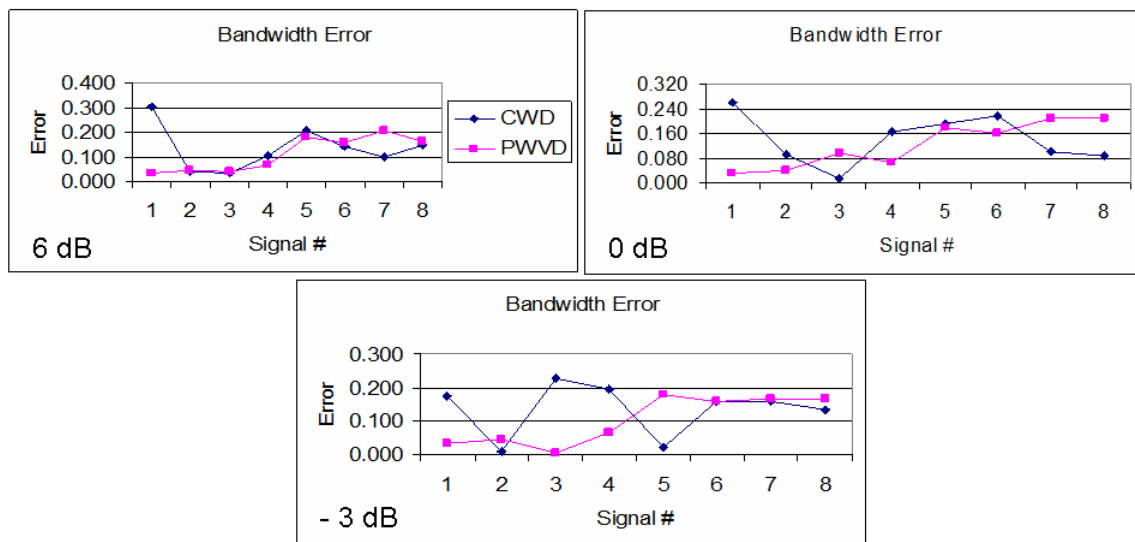 Bandwidth Error
0.400
0.300
0.200
0.100
0.000
Error
1 2 3 4 5 6 7 8
Signal #
6 dB
CWD
PWVD
Bandwidth Error
0.320
0.240
0.160
0.080
0.000
Error
1 2 3 4 5 6 7 8
Signal #
0 dB
Bandwidth Error
0.300
0.200
0.100
0.000
Error
1 2 3 4 5 6 7 8
Signal #
- 3 dB